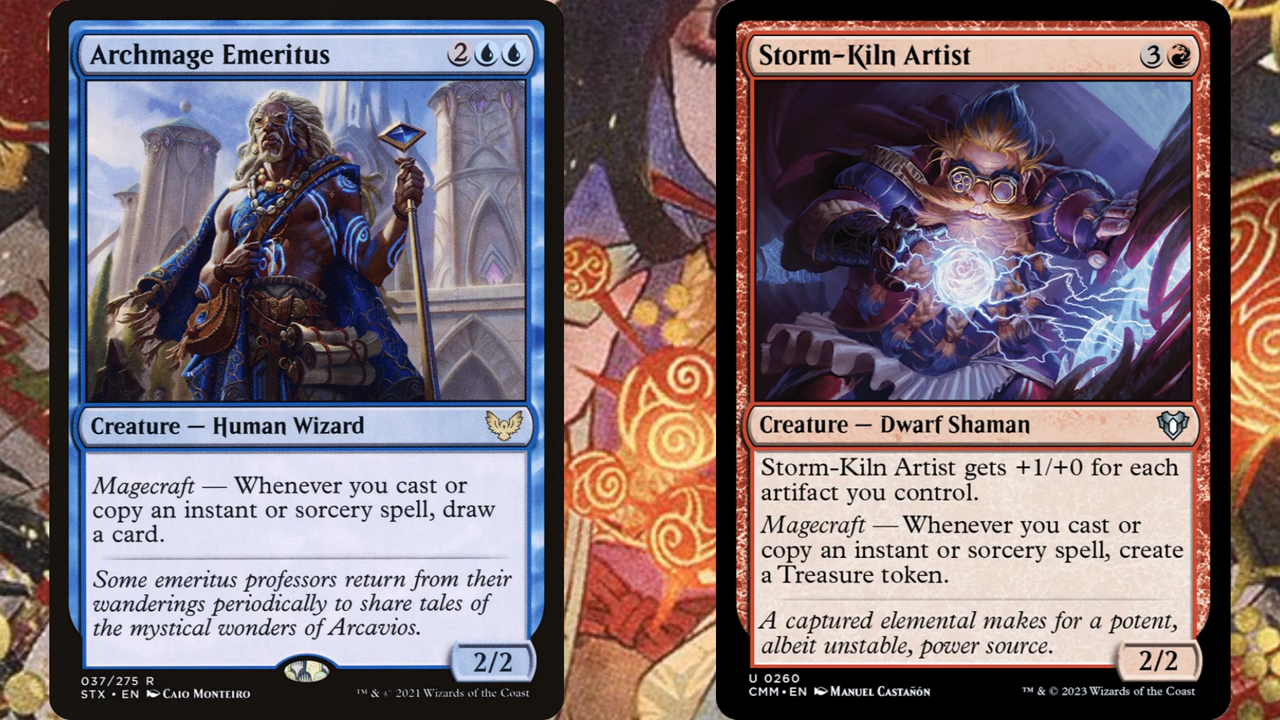 Archmage Emeritus 2
Creature — Human Wizard
Magecraft — Whenever you cast or
copy an instant or sorcery spell, draw
a card.
Some emeritus professors return from their
wanderings periodically to share tales of
the mystical wonders of Arcavios.
2/2
037/275 R
STX • EN Caio Monteiro
™ & © 2021 Wizards of the Coast
Storm-Kiln Artist 3
Creature — Dwarf Shaman
Storm-Kiln Artist gets +1/+0 for each
artifact you control.
Magecraft — Whenever you cast or
copy an instant or sorcery spell, create
a Treasure token.
A captured elemental makes for a potent,
albeit unstable, power source.
2/2
U 0260
CMM • EN Manuel Castañón
™ & © 2023 Wizards of the Coast